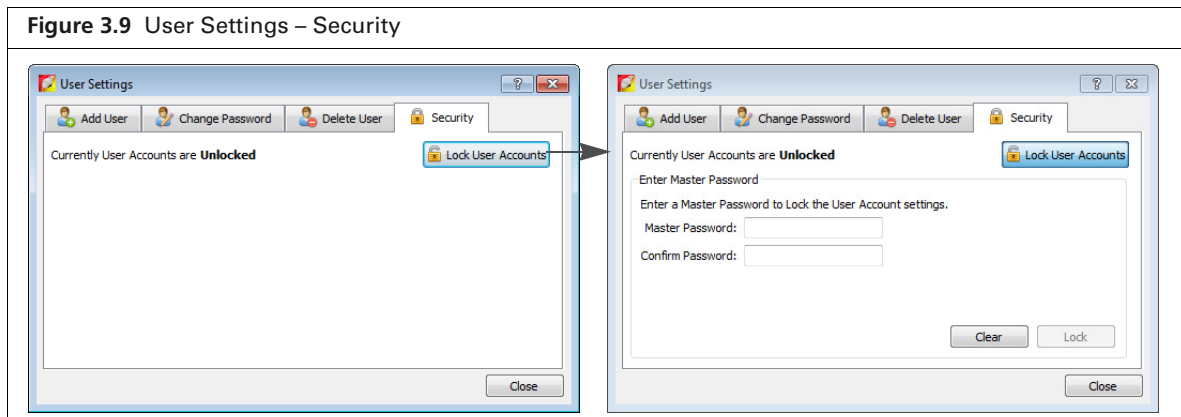 Figure 3.9 User Settings – Security
User Settings
Add User Change Password Delete User Security
Currently User Accounts are Unlocked Lock User Accounts
Close
User Settings
Add User Change Password Delete User Security
Currently User Accounts are Unlocked Lock User Accounts
Enter Master Password
Enter a Master Password to Lock the User Account settings.
Master Password:
Confirm Password:
Clear Lock
Close